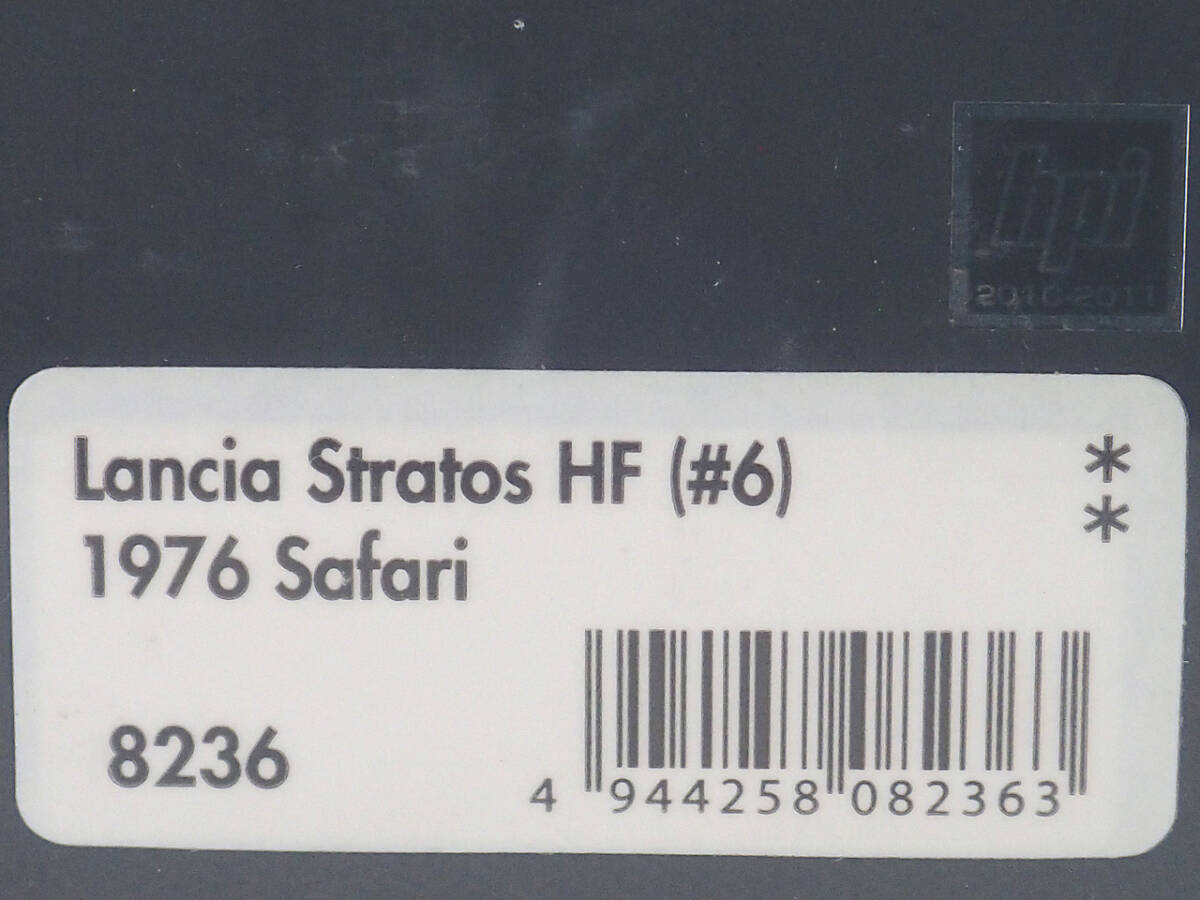 hpi
2010-2011
Lancia Stratos HF (#6)
1976 Safari
**
8236
4 944258 082363